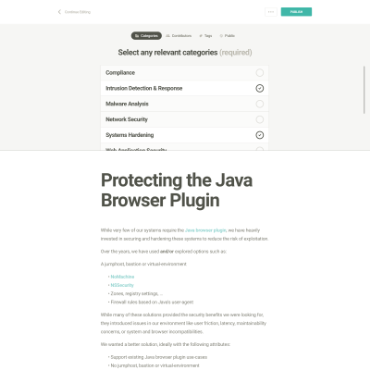 Continue Editing
PUBLISH
Categories
Contributors
Tags
Public
Select any relevant categories (required)
Compliance
Intrusion Detection & Response
Malware Analysis
Network Security
Systems Hardening
Web Application Security
Protecting the Java
Browser Plugin
While very few of our systems require the Java browser plugin, we have heavily
invested in securing and hardening these systems to reduce the risk of exploitation.
Over the years, we have used and/or explored options such as:
A jumphost, bastion or virtual environment
- NoMachine
- Zones, registry settings, ...
- Firewall rules based on Java's user-agent
While many of these solutions provided the security benefits we were looking for,
they introduced issues in our environment like user friction, latency, maintainability
concerns, or system and browser incompatibilities.
We wanted a better solution, ideally with the following attributes:
- Support existing Java browser plugin use cases
- No jumphost, bastion or virtual environment